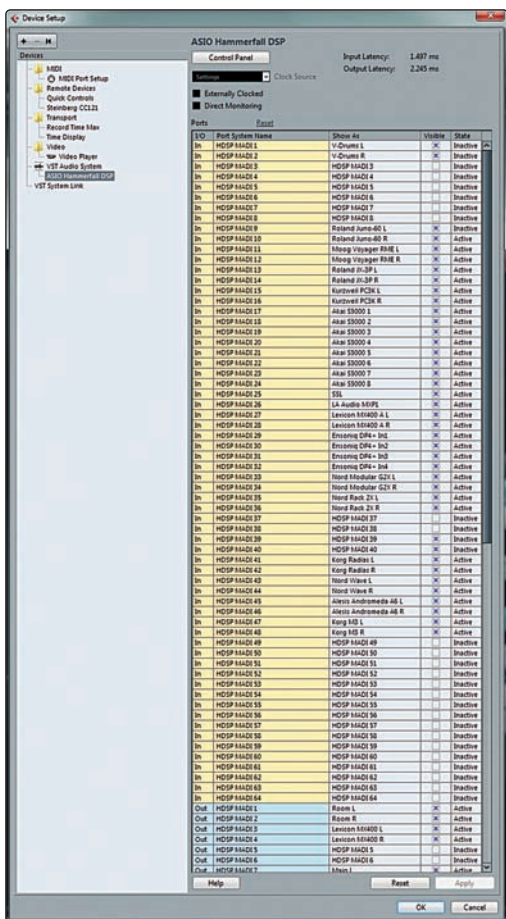 Device Setup
Devices
MIDI
MIDI Port Setup
Remote Devices
Quick Controls
Steinberg CC121
Transport
Record Time Max
Time Display
Video
Video Player
VST Audio System
ASIO Hammerfall DSP
VST System Link
ASIO Hammerfall DSP
Control Panel Input Latency: 1.497 ms
Output Latency: 2.245 ms
Settings Clock Source
Externally Clocked
Direct Monitoring
Ports Reset
I/O Port System Name Show As Visible State
In HDSP MADI 1 V-Drums L Inactive
In HDSP MADI 2 V-Drums R Inactive
In HDSP MADI 3 HDSP MADI 3 Inactive
In HDSP MADI 4 HDSP MADI 4 Inactive
In HDSP MADI 5 HDSP MADI 5 Inactive
In HDSP MADI 6 HDSP MADI 6 Inactive
In HDSP MADI 7 HDSP MADI 7 Inactive
In HDSP MADI 8 HDSP MADI 8 Inactive
In HDSP MADI 9 Roland Juno-60 L Inactive
In HDSP MADI 10 Roland Juno-60 R Active
In HDSP MADI 11 Moog Voyager RME L Active
In HDSP MADI 12 Moog Voyager RME R Active
In HDSP MADI 13 Roland JX-3P L Active
In HDSP MADI 14 Roland JX-3P R Active
In HDSP MADI 15 Kurzweil PC3K L Active
In HDSP MADI 16 Kurzweil PC3K R Active
In HDSP MADI 17 Akai S3000 1 Active
In HDSP MADI 18 Akai S3000 2 Active
In HDSP MADI 19 Akai S3000 3 Active
In HDSP MADI 20 Akai S3000 4 Active
In HDSP MADI 21 Akai S3000 5 Active
In HDSP MADI 22 Akai S3000 6 Active
In HDSP MADI 23 Akai S3000 7 Active
In HDSP MADI 24 Akai S3000 8 Active
In HDSP MADI 25 SSL Active
In HDSP MADI 26 LA Audio MXP1 Active
In HDSP MADI 27 Lexicon MX400 A L Active
In HDSP MADI 28 Lexicon MX400 A R Active
In HDSP MADI 29 Ensoniq DP4+ In1 Active
In HDSP MADI 30 Ensoniq DP4+ In2 Active
In HDSP MADI 31 Ensoniq DP4+ In3 Active
In HDSP MADI 32 Ensoniq DP4+ In4 Active
In HDSP MADI 33 Nord Modular G2X L Active
In HDSP MADI 34 Nord Modular G2X R Active
In HDSP MADI 35 Nord Rack 2X L Active
In HDSP MADI 36 Nord Rack 2X R Active
In HDSP MADI 37 HDSP MADI 37 Inactive
In HDSP MADI 38 HDSP MADI 38 Inactive
In HDSP MADI 39 HDSP MADI 39 Inactive
In HDSP MADI 40 HDSP MADI 40 Inactive
In HDSP MADI 41 Korg Radias L Active
In HDSP MADI 42 Korg Radias R Active
In HDSP MADI 43 Nord Wave L Active
In HDSP MADI 44 Nord Wave R Active
In HDSP MADI 45 Alesis Andromeda A6 L Active
In HDSP MADI 46 Alesis Andromeda A6 R Active
In HDSP MADI 47 Korg M3 L Active
In HDSP MADI 48 Korg M3 R Active
In HDSP MADI 49 HDSP MADI 49 Inactive
In HDSP MADI 50 HDSP MADI 50 Inactive
In HDSP MADI 51 HDSP MADI 51 Inactive
In HDSP MADI 52 HDSP MADI 52 Inactive
In HDSP MADI 53 HDSP MADI 53 Inactive
In HDSP MADI 54 HDSP MADI 54 Inactive
In HDSP MADI 55 HDSP MADI 55 Inactive
In HDSP MADI 56 HDSP MADI 56 Inactive
In HDSP MADI 57 HDSP MADI 57 Inactive
In HDSP MADI 58 HDSP MADI 58 Inactive
In HDSP MADI 59 HDSP MADI 59 Inactive
In HDSP MADI 60 HDSP MADI 60 Inactive
In HDSP MADI 61 HDSP MADI 61 Inactive
In HDSP MADI 62 HDSP MADI 62 Inactive
In HDSP MADI 63 HDSP MADI 63 Inactive
In HDSP MADI 64 HDSP MADI 64 Inactive
Out HDSP MADI 1 Room L Active
Out HDSP MADI 2 Room R Active
Out HDSP MADI 3 Lexicon MX400 L Active
Out HDSP MADI 4 Lexicon MX400 R Active
Out HDSP MADI 5 HDSP MADI 5 Inactive
Out HDSP MADI 6 HDSP MADI 6 Inactive
Out HDSP MADI 7 Main L Active
Help Reset Apply
OK Cancel